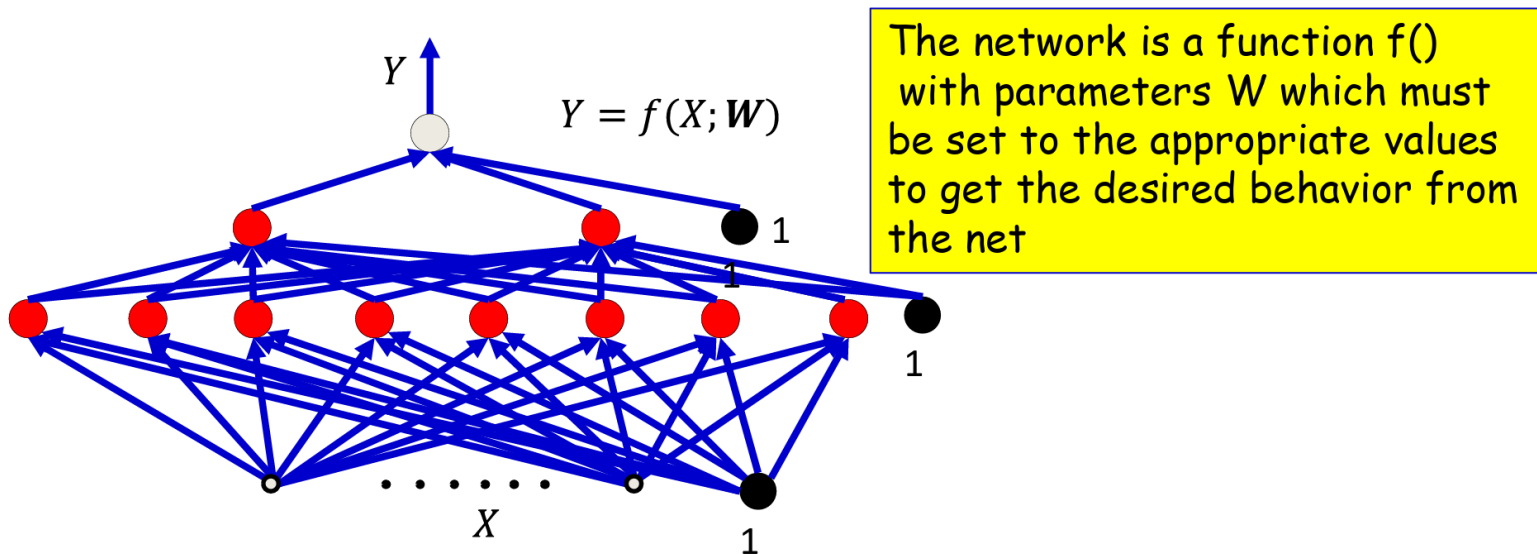 The network is a function f()
with parameters W which must
be set to the appropriate values
to get the desired behavior from
the net
Y
Y = f(X; W)
1
1
1
X
1